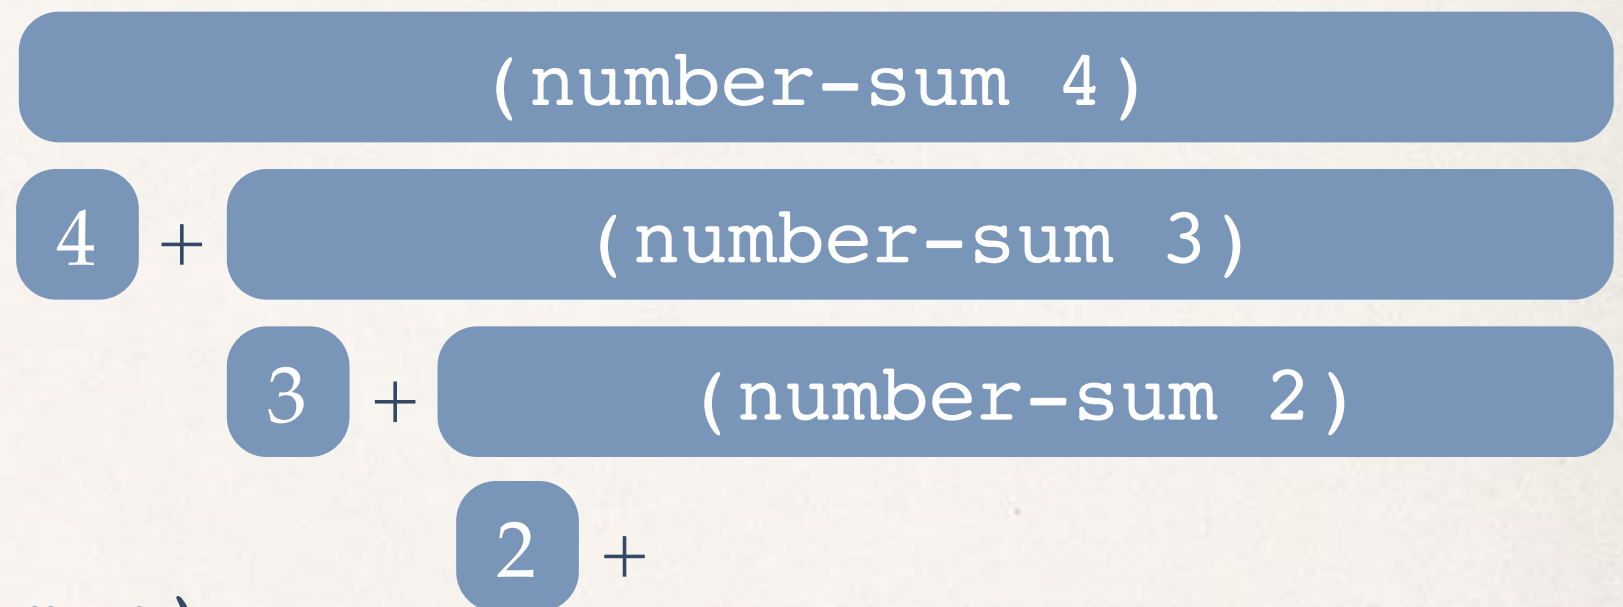 (number-sum 4)
4 + (number-sum 3)
3 + (number-sum 2)
2 +